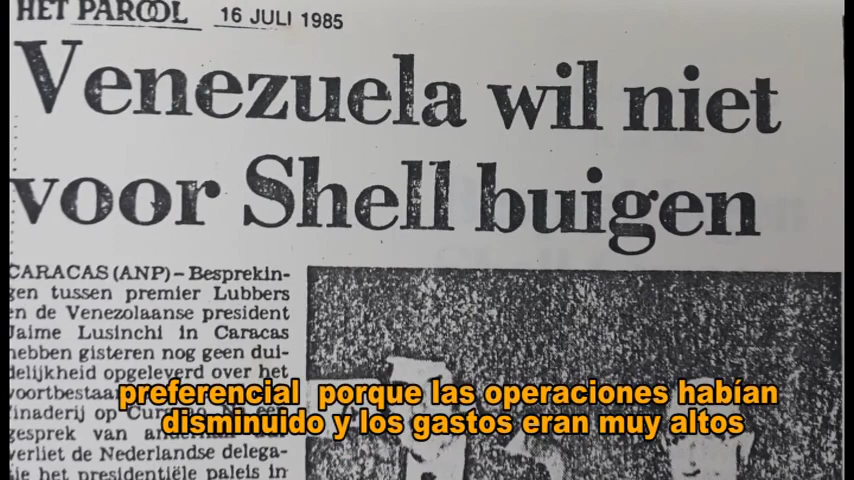 HET PAROOL 16 JULI 1985
Venezuela wil niet
voor Shell buigen
CARACAS (ANP) – Besprekin-
gen tussen premier Lubbers
en de Venezolaanse president
Jaime Lusinchi in Caracas
hebben gisteren nog geen dui-
delijkheid opgeleverd over het
voortbestaan
op
gesprek van
verliet de Nederlandse delega-
tie het presidentiële paleis in
preferencial porque las operaciones habían
disminuido y los gastos eran muy altos